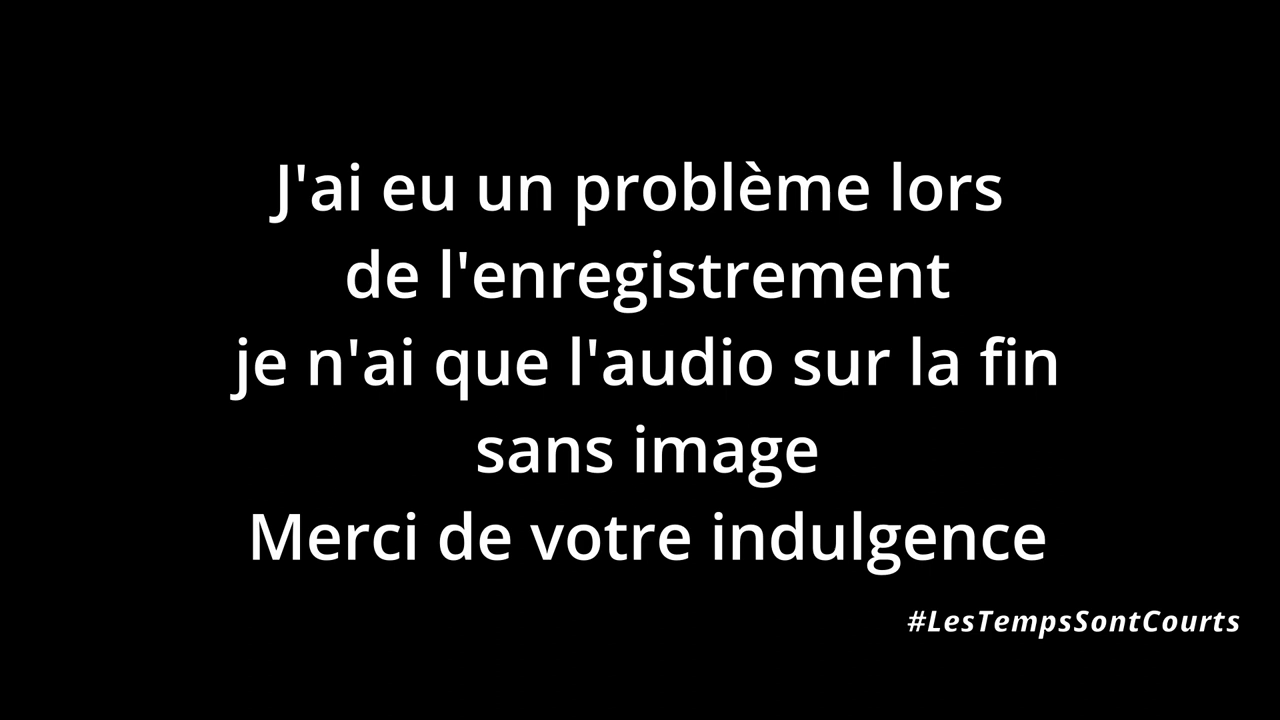 J'ai eu un problème lors
de l'enregistrement
je n'ai que l'audio sur la fin
sans image
Merci de votre indulgence
#LesTempsSontCourts